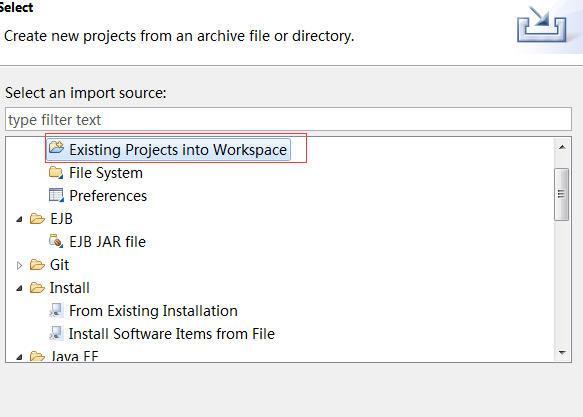 Select
Create new projects from an archive file or directory.
Select an import source:
type filter text
Existing Projects into Workspace
File System
Preferences
EJB
EJB JAR file
Git
Install
From Existing Installation
Install Software Items from File
Java EE